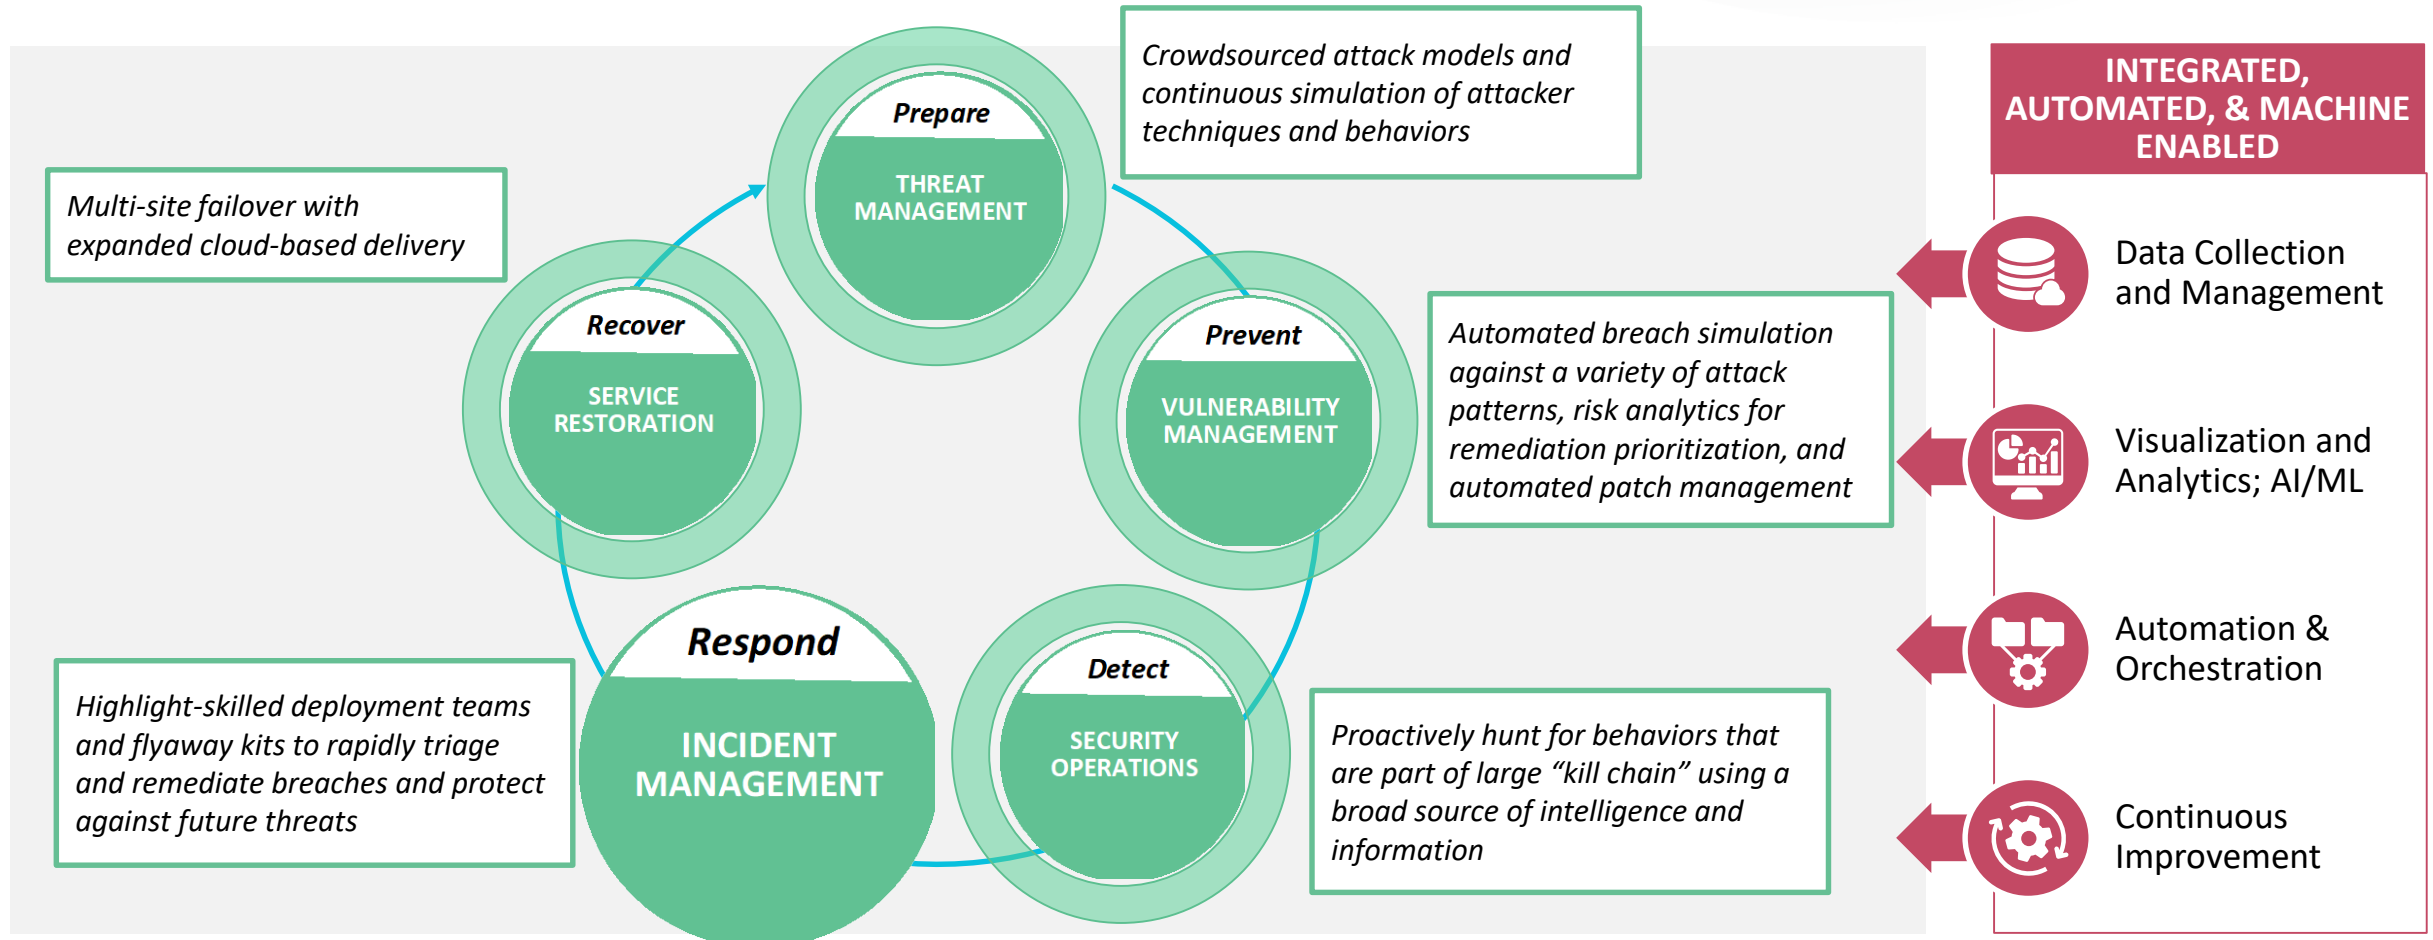 Prepare
THREAT
MANAGEMENT
Crowdsourced attack models and
continuous simulation of attacker
techniques and behaviors
Multi-site failover with
expanded cloud-based delivery
Recover
SERVICE
RESTORATION
Prevent
VULNERABILITY
MANAGEMENT
Automated breach simulation
against a variety of attack
patterns, risk analytics for
remediation prioritization, and
automated patch management
Respond
INCIDENT
MANAGEMENT
Highlight-skilled deployment teams
and flyaway kits to rapidly triage
and remediate breaches and protect
against future threats
Detect
SECURITY
OPERATIONS
Proactively hunt for behaviors that
are part of large “kill chain” using a
broad source of intelligence and
information
INTEGRATED,
AUTOMATED, & MACHINE
ENABLED
Data Collection
and Management
Visualization and
Analytics; AI/ML
Automation &
Orchestration
Continuous
Improvement